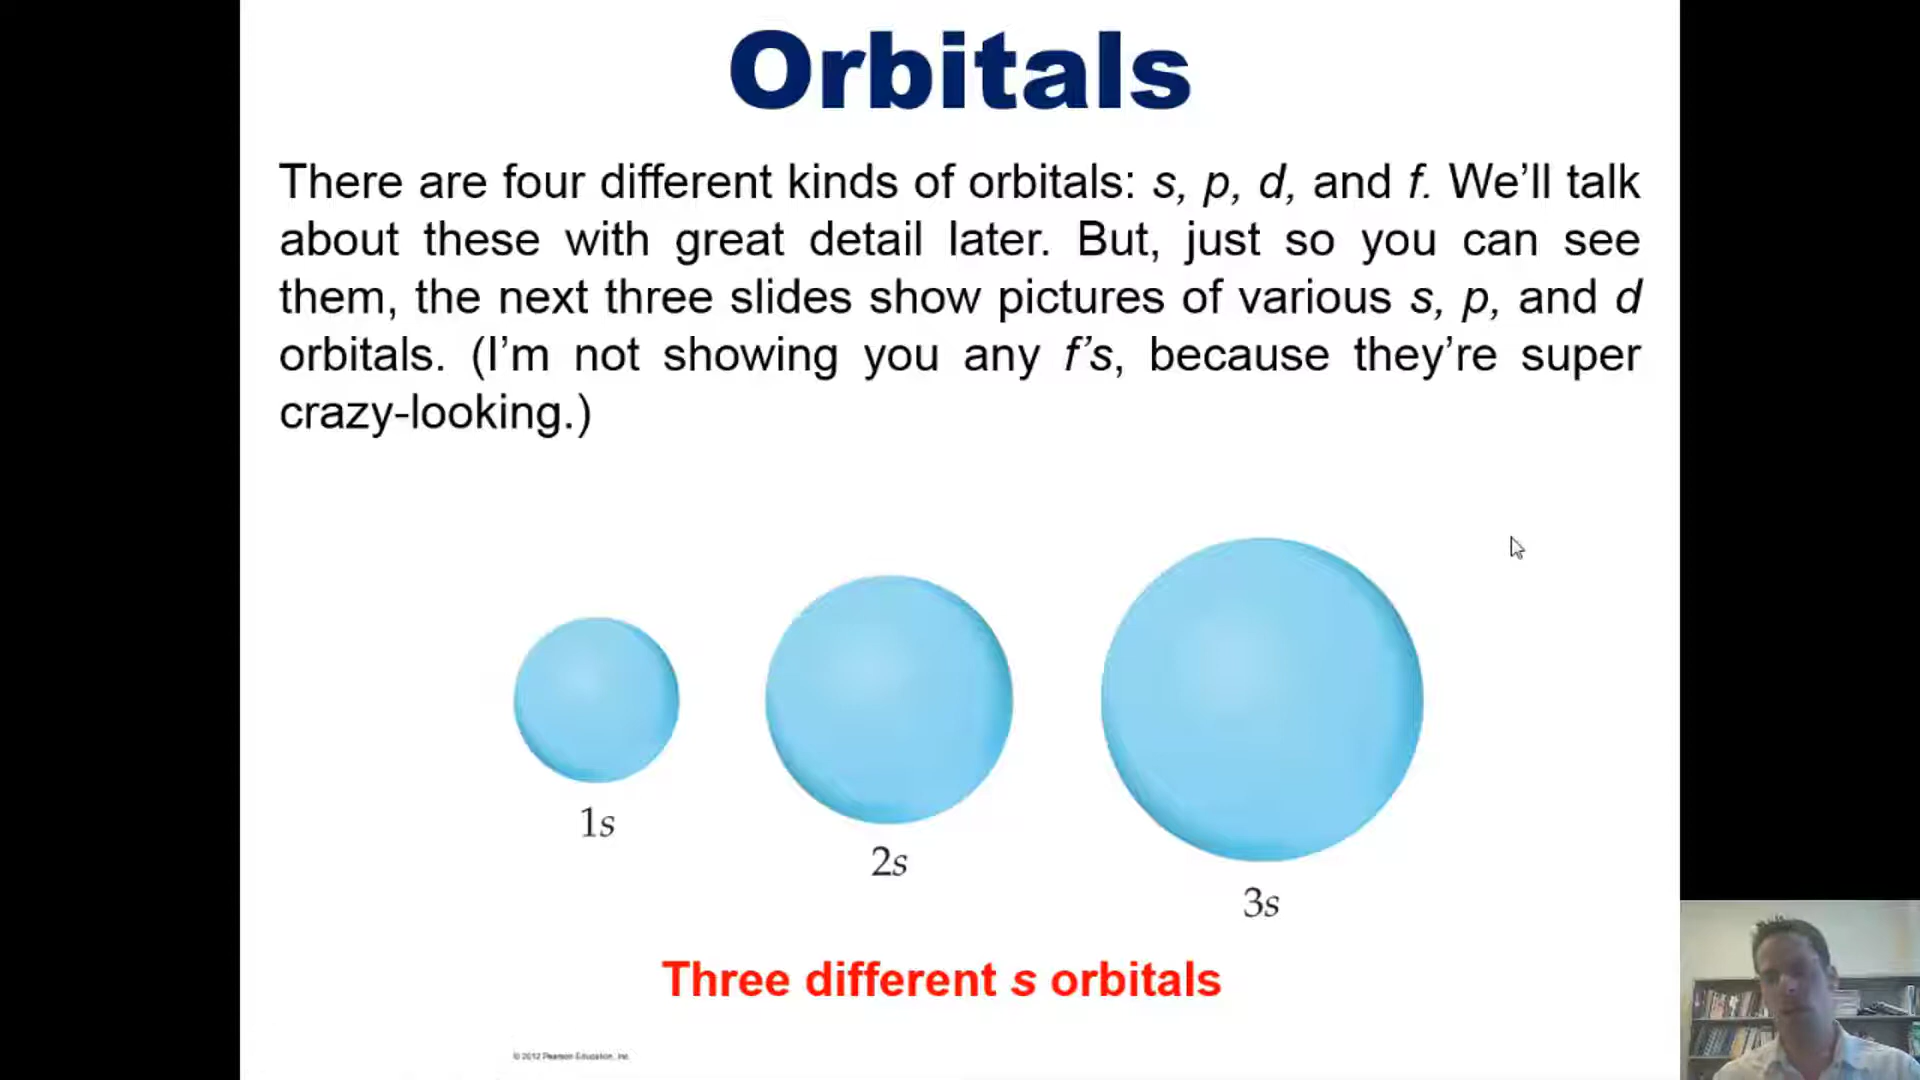 Orbitals
There are four different kinds of orbitals: s, p, d, and f. We’ll talk
about these with great detail later. But, just so you can see
them, the next three slides show pictures of various s, p, and d
orbitals. (I’m not showing you any f’s, because they’re super
crazy-looking.)
1s
2s
3s
Three different s orbitals
© 2012 Pearson Education, Inc.